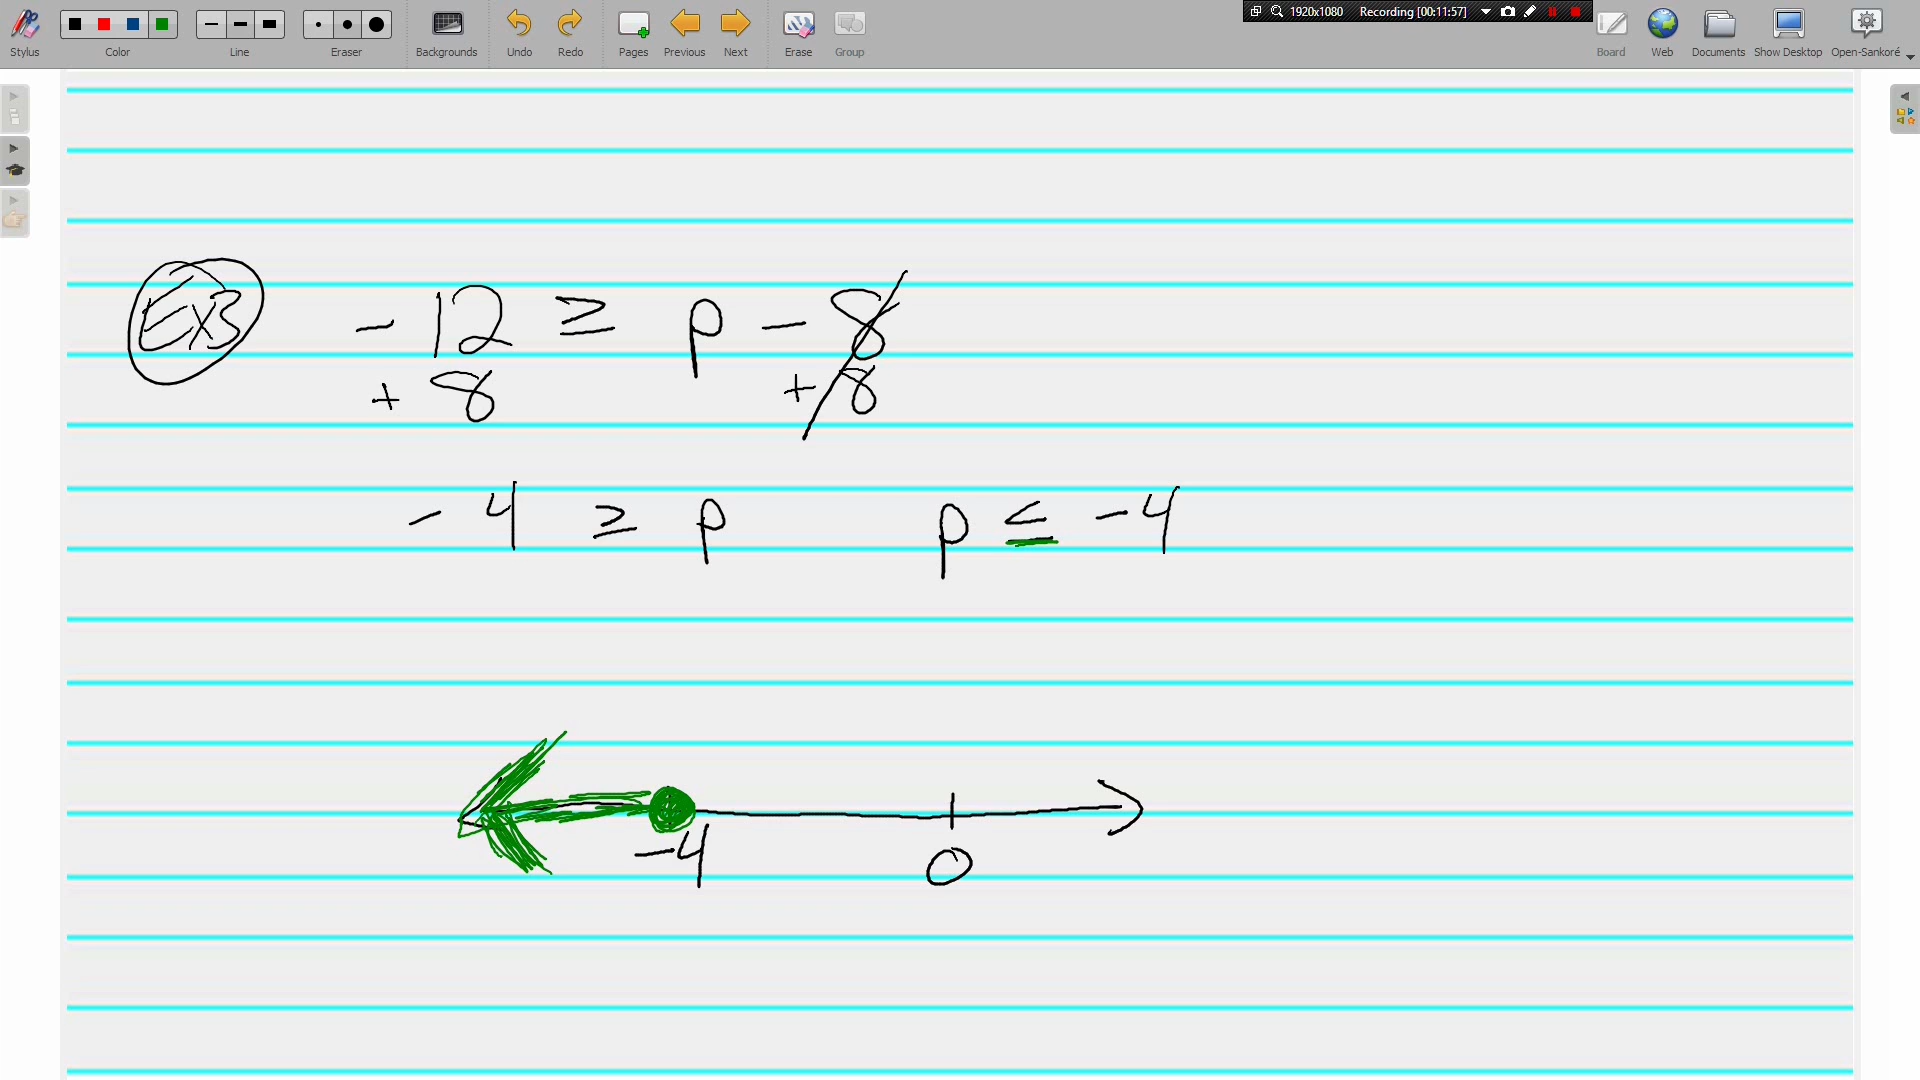 1920x1080 Recording [00:11:57]
Stylus Color Line Eraser Backgrounds Undo Redo Pages Previous Next Erase Group Board Web Documents Show Desktop Open-Sankoré
Ex3 - 12 ≥ p - 8
+ 8 + 8
- 4 ≥ p p ≤ -4
-4 0